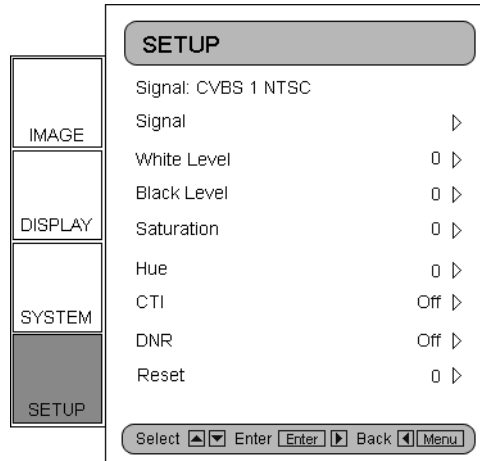 SETUP
Signal: CVBS 1 NTSC
Signal
White Level 0
Black Level 0
Saturation 0
Hue 0
CTI Off
DNR Off
Reset 0
Select Enter Enter Back Menu
IMAGE
DISPLAY
SYSTEM
SETUP